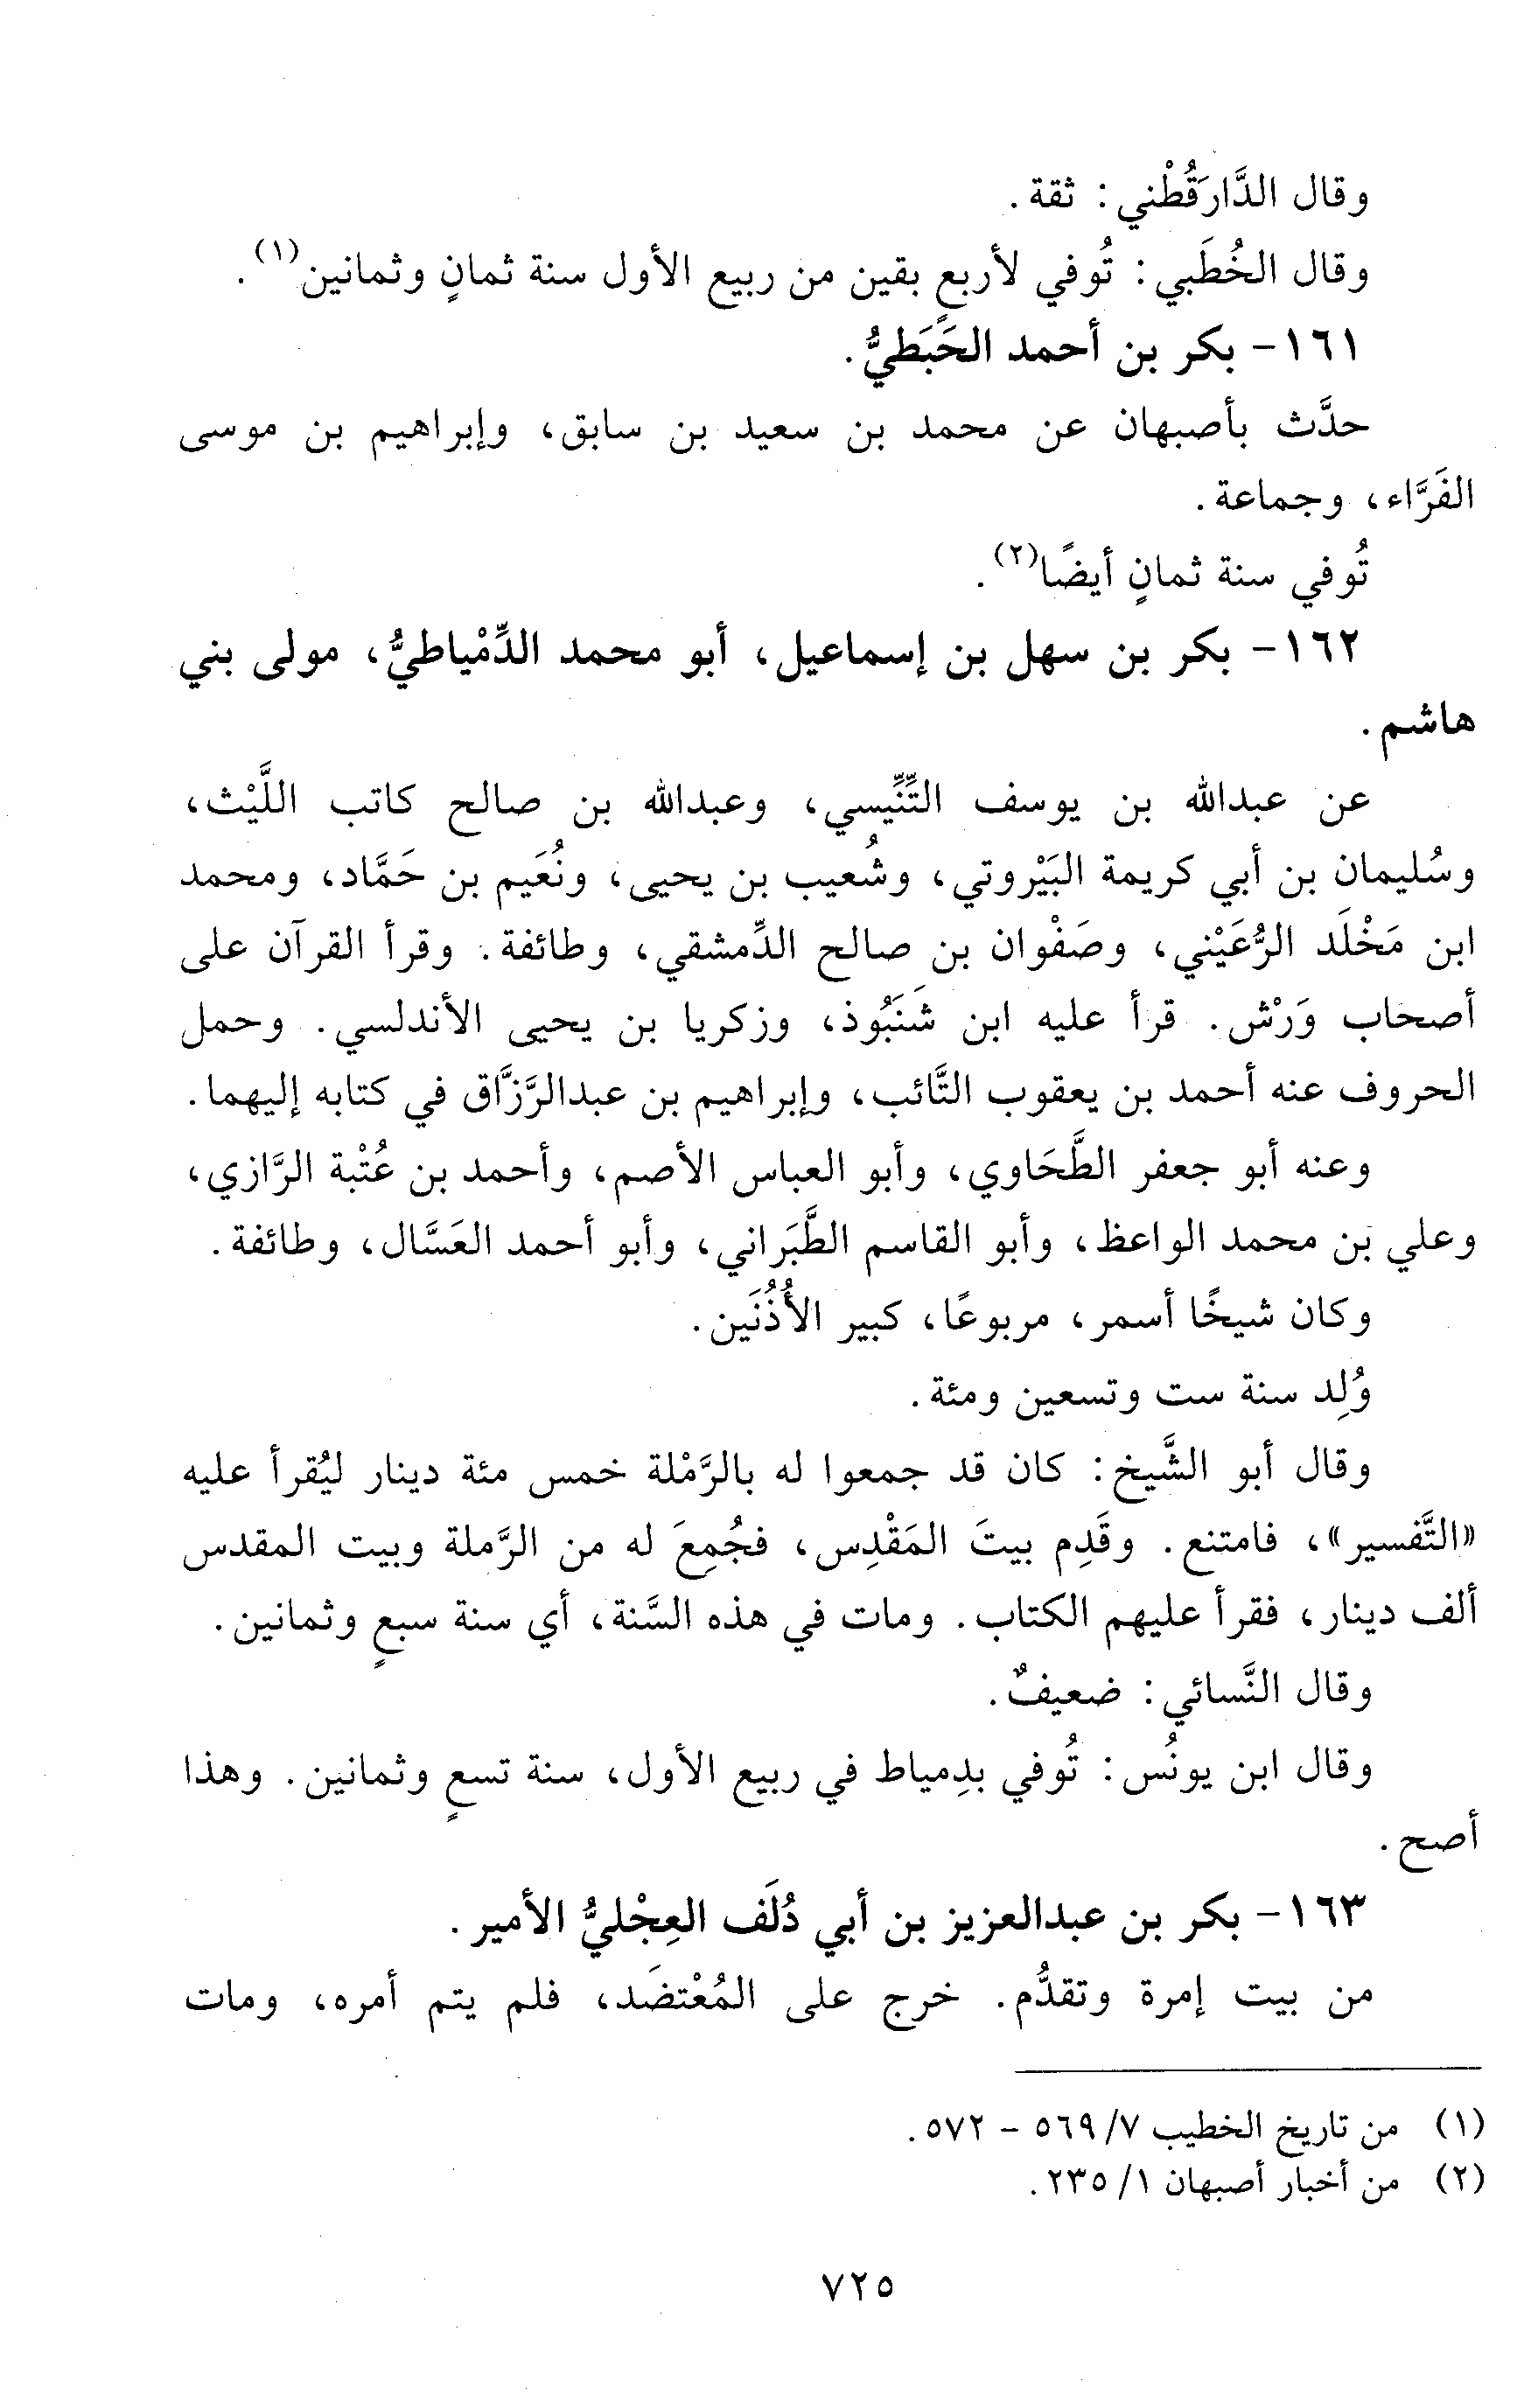 وقال الدَّارَقُطْني: ثقة.
وقال الخُطَبي: تُوفي لأربعٍ بقين من ربيع الأول سنة ثمانٍ وثمانين(١).
١٦١- بكر بن أحمد الحَبَطيُّ.
حدَّث بأصبهان عن محمد بن سعيد بن سابق، وإبراهيم بن موسى
الفَرَّاء، وجماعة.
تُوفي سنة ثمانٍ أيضًا(٢).
١٦٢- بكر بن سهل بن إسماعيل، أبو محمد الدِّمْياطيُّ، مولى بني
هاشم.
عن عبدالله بن يوسف التِّنِّيسي، وعبدالله بن صالح كاتب اللَّيْث،
وسُليمان بن أبي كريمة البَيْروتي، وشُعيب بن يحيى، ونُعَيم بن حَمَّاد، ومحمد
ابن مَخْلَد الرُّعَيْني، وصَفْوان بن صالح الدِّمشقي، وطائفة. وقرأ القرآن على
أصحاب وَرْش. قرأ عليه ابن شَنَبُوذ، وزكريا بن يحيى الأندلسي. وحمل
الحروف عنه أحمد بن يعقوب التَّائب، وإبراهيم بن عبدالرَّزَّاق في كتابه إليهما.
وعنه أبو جعفر الطَّحَاوي، وأبو العباس الأصم، وأحمد بن عُتْبة الرَّازي،
وعلي بن محمد الواعظ، وأبو القاسم الطَّبَراني، وأبو أحمد العَسَّال، وطائفة.
وكان شيخًا أسمر، مربوعًا، كبير الأُذُنَين.
وُلِد سنة ست وتسعين ومئة.
وقال أبو الشَّيخ: كان قد جمعوا له بالرَّمْلة خمس مئة دينار ليُقرأ عليه
«التَّفسير»، فامتنع. وقَدِم بيتَ المَقْدِس، فجُمِعَ له من الرَّملة وبيت المقدس
ألف دينار، فقرأ عليهم الكتاب. ومات في هذه السَّنة، أي سنة سبعٍ وثمانين.
وقال النَّسائي: ضعيفٌ.
وقال ابن يونُس: تُوفي بدِمياط في ربيع الأول، سنة تسعٍ وثمانين. وهذا
أصح.
١٦٣- بكر بن عبدالعزيز بن أبي دُلَف العِجْليُّ الأمير.
من بيت إمرة وتقدُّم. خرج على المُعْتضَد، فلم يتم أمره، ومات
(١) من تاريخ الخطيب ٧/ ٥٦٩ - ٥٧٢.
(٢) من أخبار أصبهان ١/ ٢٣٥.
٧٢٥